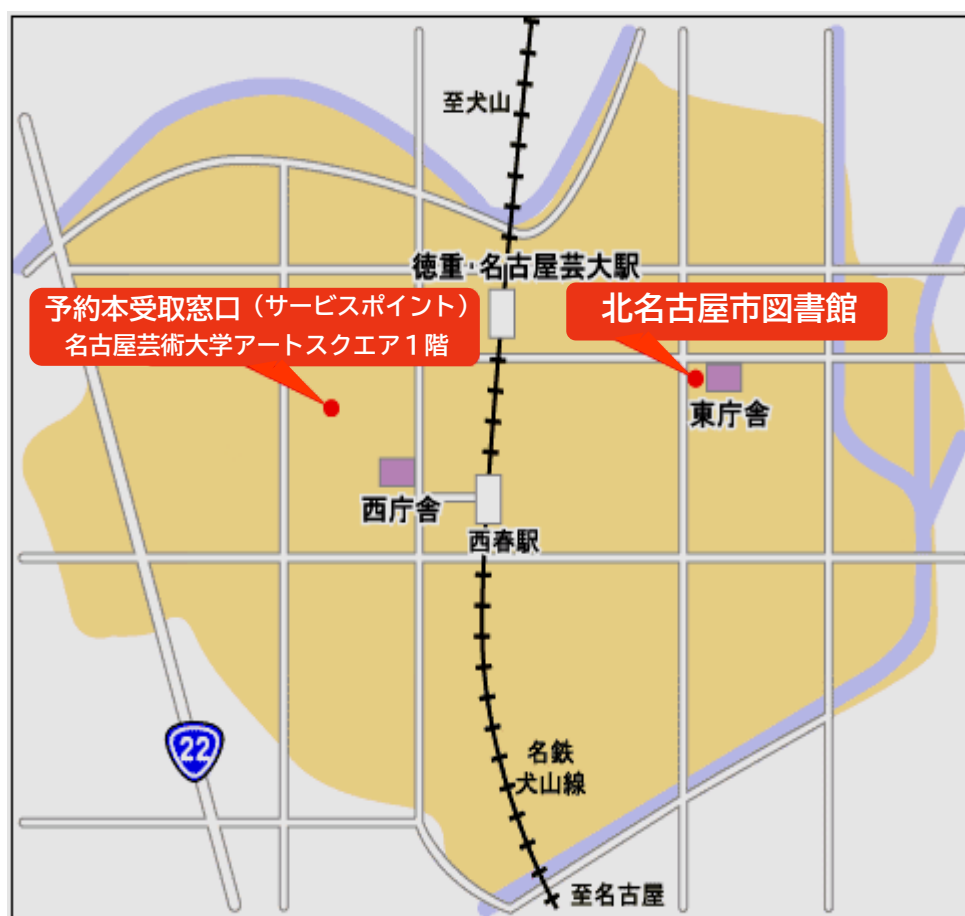 至犬山
徳重・名古屋芸大駅
予約本受取窓口（サービスポイント）
名古屋芸術大学アートスクエア１階
北名古屋市図書館
東庁舎
西庁舎
西春駅
22
名鉄
犬山線
至名古屋